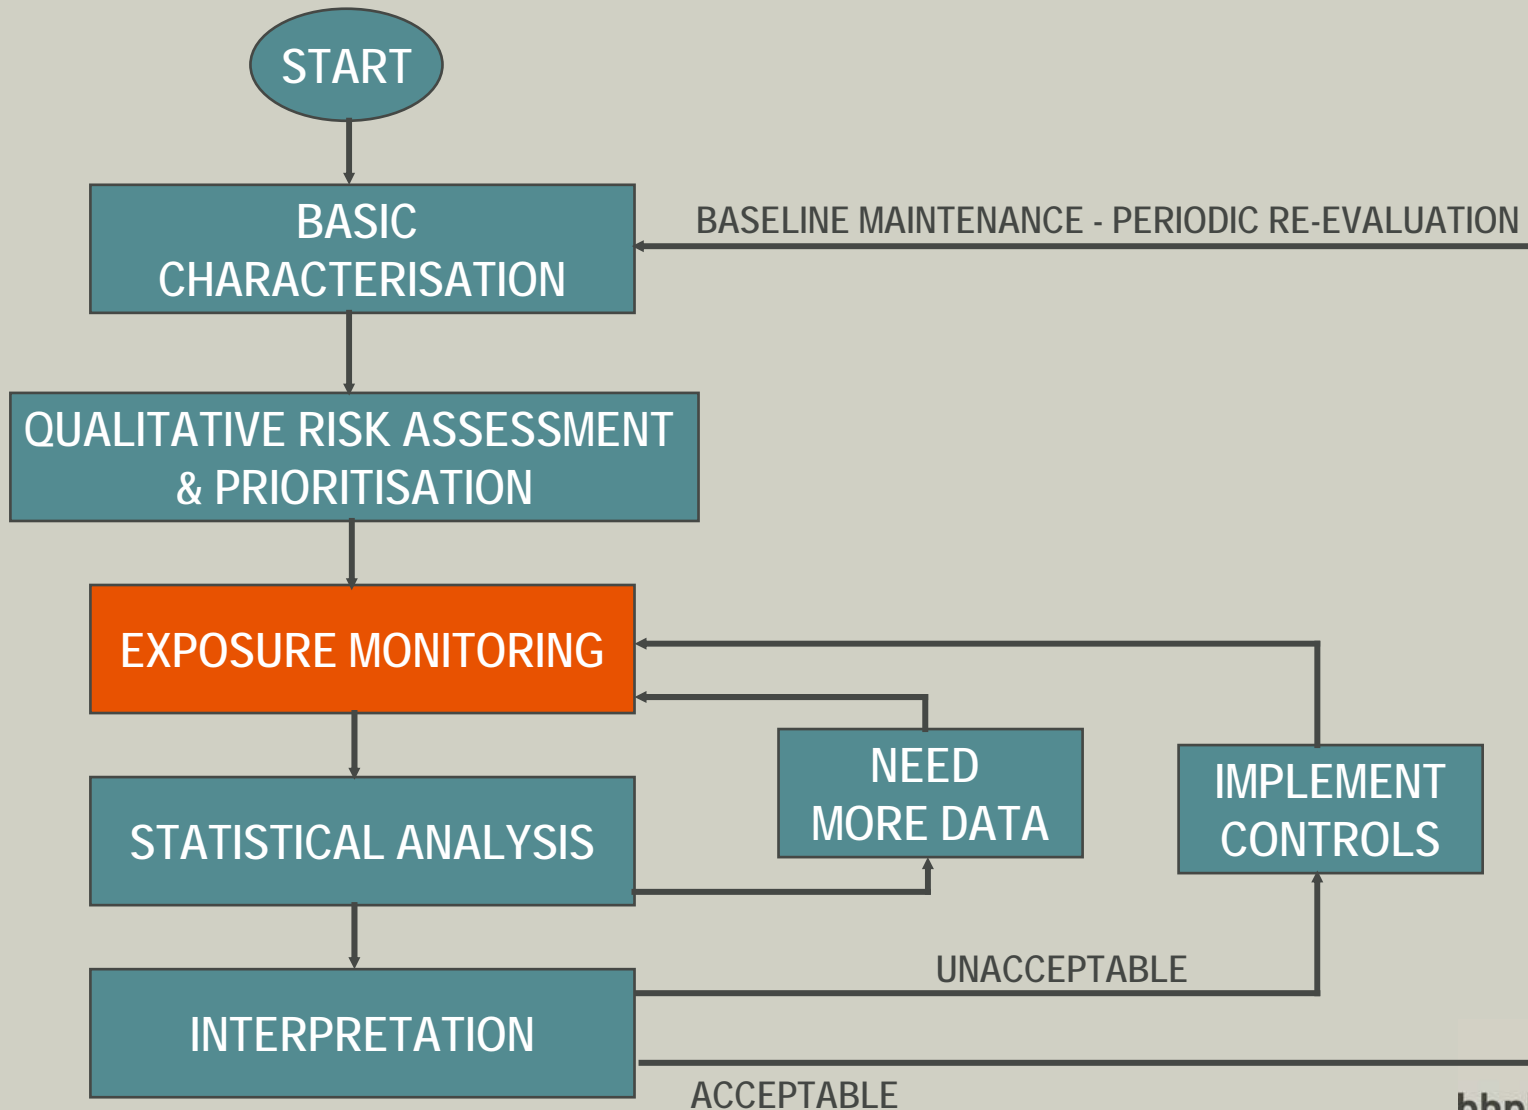 START
BASIC
CHARACTERISATION
BASELINE MAINTENANCE - PERIODIC RE-EVALUATION
QUALITATIVE RISK ASSESSMENT
& PRIORITISATION
EXPOSURE MONITORING
NEED
MORE DATA
IMPLEMENT
CONTROLS
STATISTICAL ANALYSIS
UNACCEPTABLE
INTERPRETATION
ACCEPTABLE